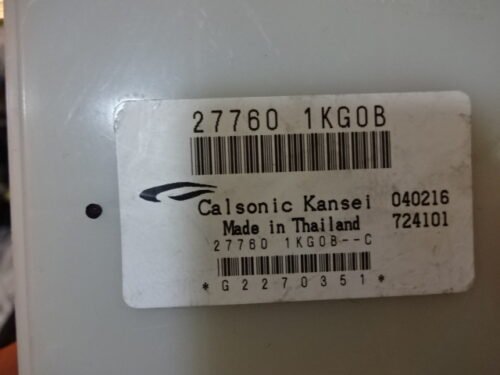 27760 1KG0B
Calsonic Kansei 040216
Made in Thailand 724101
27760 1KG0B--C
*G2270351*